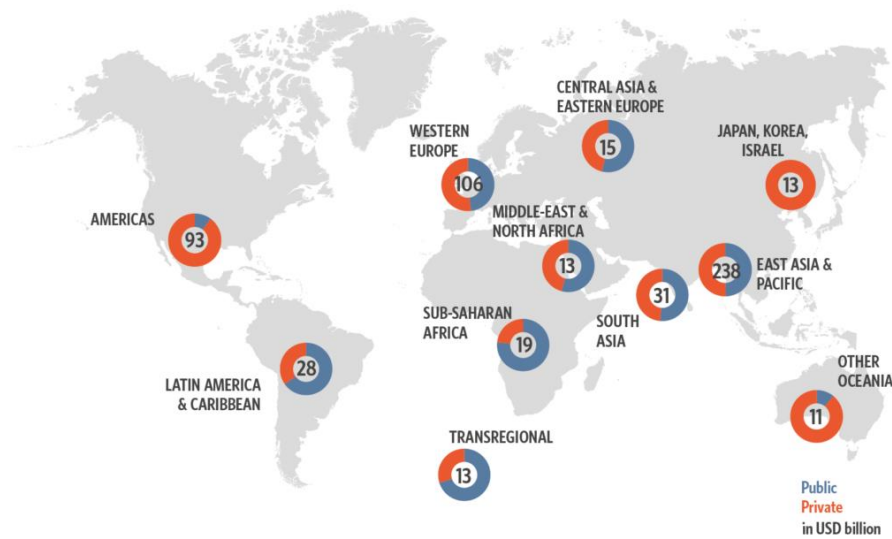 CENTRAL ASIA &
EASTERN EUROPE
15
WESTERN
EUROPE
106
JAPAN, KOREA,
ISRAEL
13
AMERICAS
93
MIDDLE-EAST &
NORTH AFRICA
13
EAST ASIA &
PACIFIC
238
SOUTH
ASIA
31
SUB-SAHARAN
AFRICA
19
LATIN AMERICA
& CARIBBEAN
28
OTHER
OCEANIA
11
TRANSREGIONAL
13
Public
Private
in USD billion